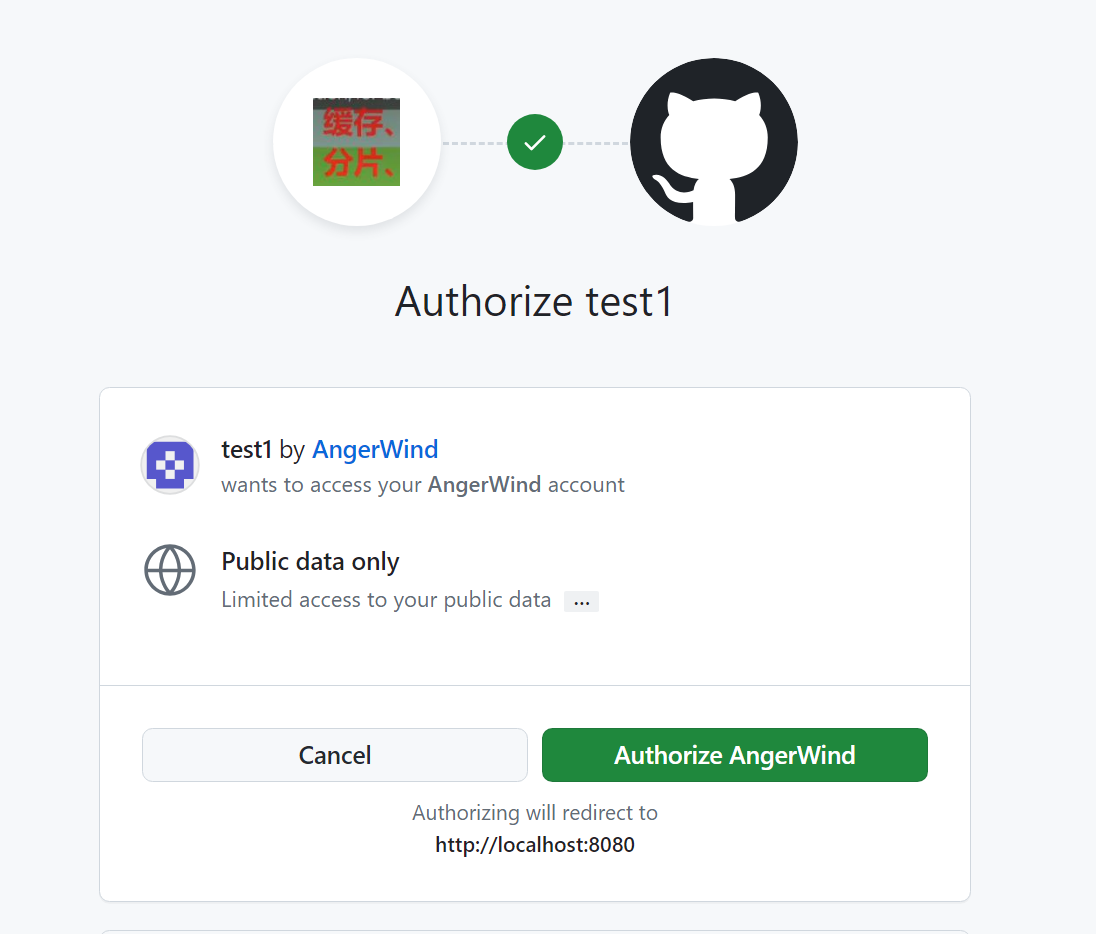 缓存、
分片、
Authorize test1
test1 by AngerWind
wants to access your AngerWind account
Public data only
Limited access to your public data ...
Cancel
Authorize AngerWind
Authorizing will redirect to
http://localhost:8080